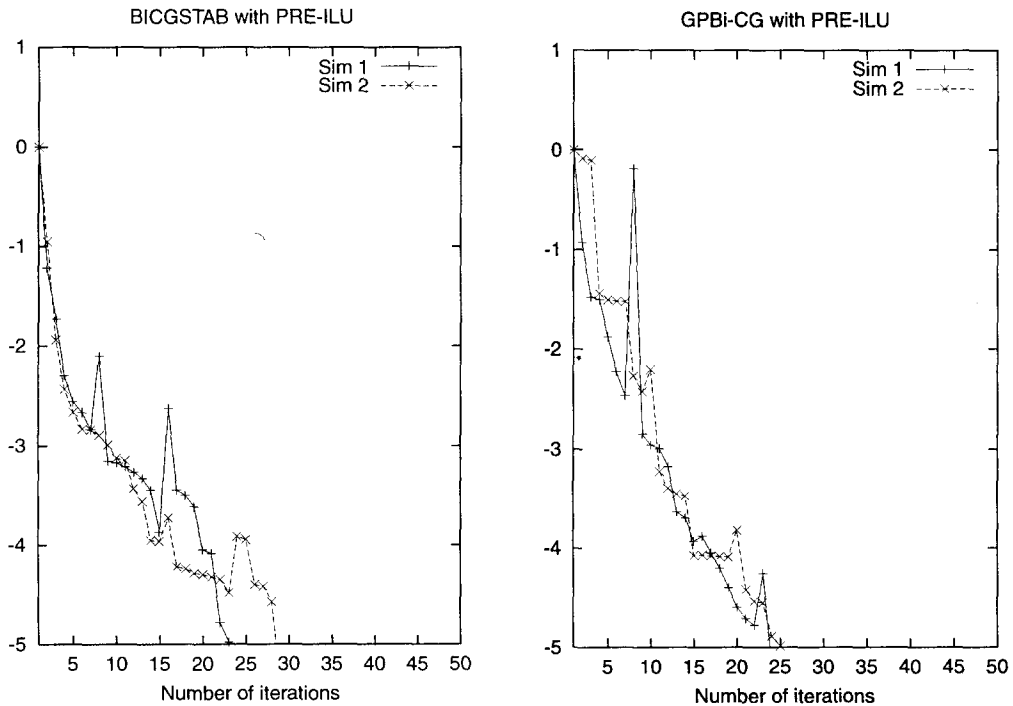 BICGSTAB with PRE-ILU
1
Sim 1
Sim 2
0
-1
-2
-3
-4
-5
5 10 15 20 25 30 35 40 45 50
Number of iterations
GPBi-CG with PRE-ILU
1
Sim 1
Sim 2
0
-1
-2
-3
-4
-5
5 10 15 20 25 30 35 40 45 50
Number of iterations